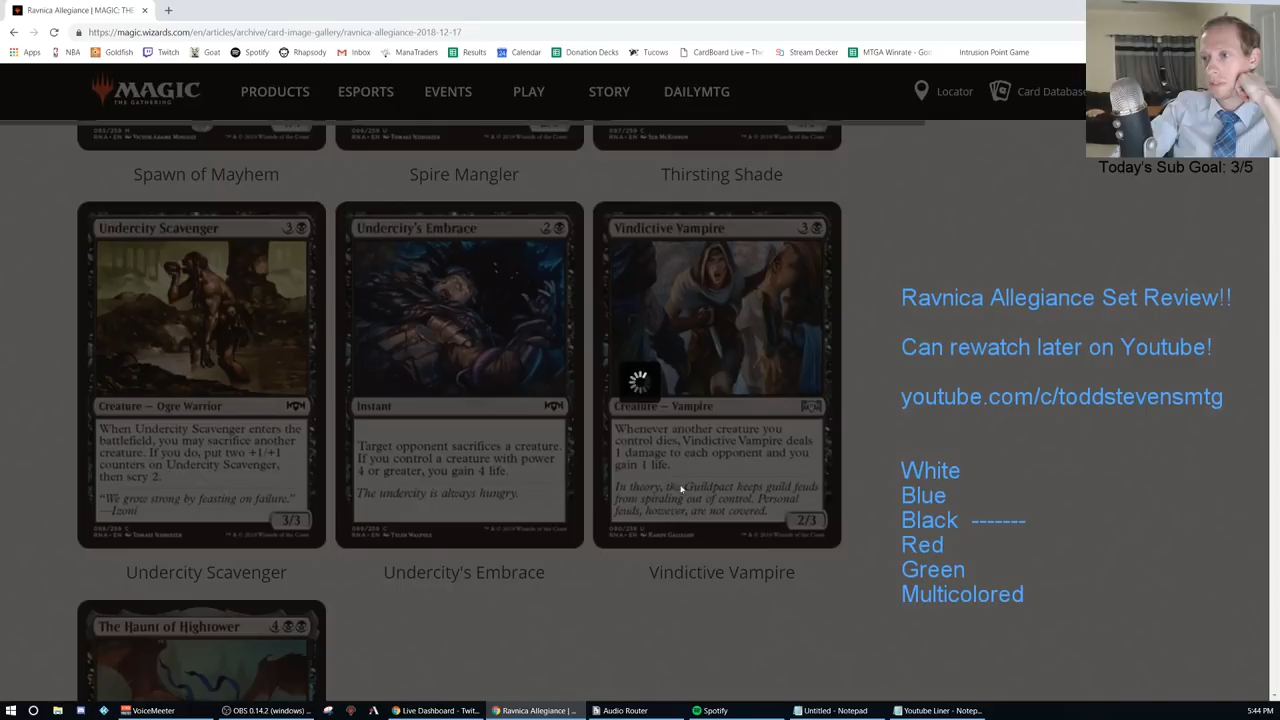 Ravnica Allegiance | MAGIC: THE
https://magic.wizards.com/en/articles/archive/card-image-gallery/ravnica-allegiance-2018-12-17
Apps NBA Goldfish Twitch Goat Spotify Rhapsody Inbox ManaTraders Results Calendar Donation Decks Tucows CardBoard Live – The Stream Decker MTGA Winrate - Goo Intrusion Point Game
MAGIC
THE GATHERING
PRODUCTS ESPORTS EVENTS PLAY STORY DAILYMTG Locator Card Database
Today's Sub Goal: 3/5
Spawn of Mayhem Spire Mangler Thirsting Shade
Undercity Scavenger 3
Creature — Ogre Warrior
When Undercity Scavenger enters the
battlefield, you may sacrifice another
creature. If you do, put two +1/+1
counters on Undercity Scavenger,
then scry 2.
"We grow strong by feasting on failure."
—Izoni
3/3
Undercity Scavenger
Undercity's Embrace 2
Instant
Target opponent sacrifices a creature.
If you control a creature with power
4 or greater, you gain 4 life.
The undercity is always hungry.
Undercity's Embrace
Vindictive Vampire 3
Creature — Vampire
Whenever another creature you
control dies, Vindictive Vampire deals
1 damage to each opponent and you
gain 1 life.
In theory, the Guildpact keeps guild feuds
from spiraling out of control. Personal
feuds, however, are not covered.
2/3
Vindictive Vampire
The Haunt of Hightower 4
Ravnica Allegiance Set Review!!
Can rewatch later on Youtube!
youtube.com/c/toddstevensmtg
White
Blue
Black -------
Red
Green
Multicolored
VoiceMeeter OBS 0.14.2 (windows)... Live Dashboard - Twit... Ravnica Allegiance |... Audio Router Spotify Untitled - Notepad Youtube Liner - Notep... 5:44 PM